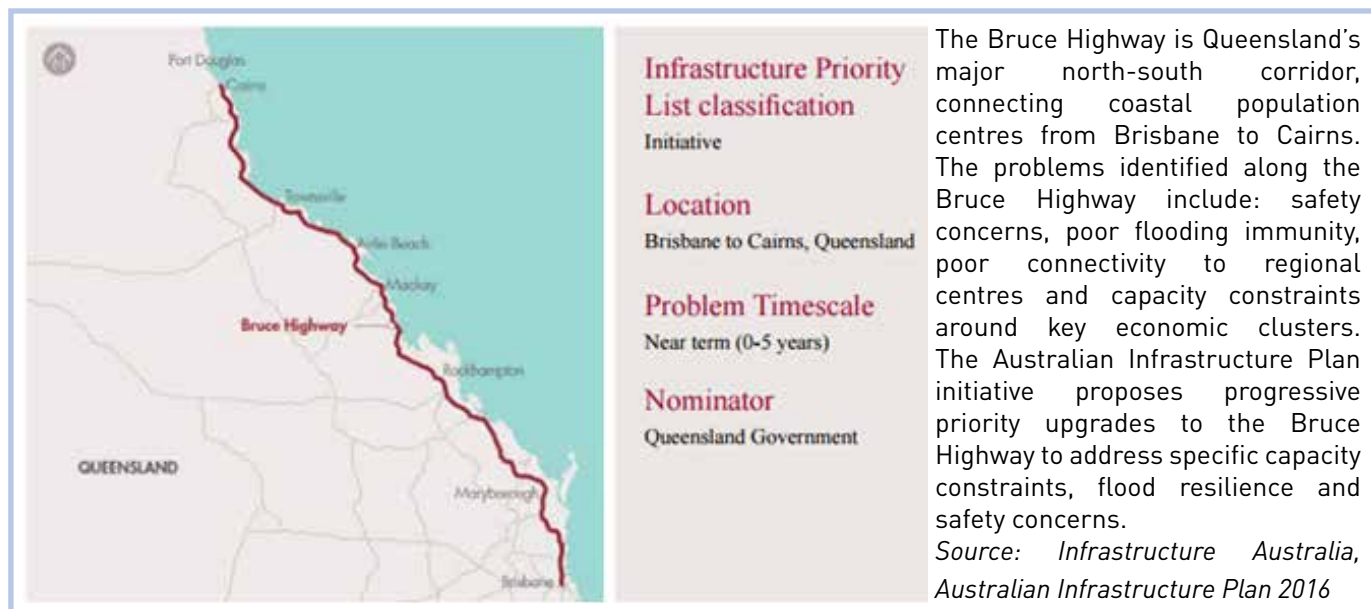 Port Douglas
Cairns
Townsville
Airlie Beach
Mackay
Bruce Highway
Rockhampton
QUEENSLAND
Maryborough
Brisbane
Infrastructure Priority
List classification
Initiative
Location
Brisbane to Cairns, Queensland
Problem Timescale
Near term (0-5 years)
Nominator
Queensland Government
The Bruce Highway is Queensland’s
major north-south corridor,
connecting coastal population
centres from Brisbane to Cairns.
The problems identified along the
Bruce Highway include: safety
concerns, poor flooding immunity,
poor connectivity to regional
centres and capacity constraints
around key economic clusters.
The Australian Infrastructure Plan
initiative proposes progressive
priority upgrades to the Bruce
Highway to address specific capacity
constraints, flood resilience and
safety concerns.
Source: Infrastructure Australia,
Australian Infrastructure Plan 2016